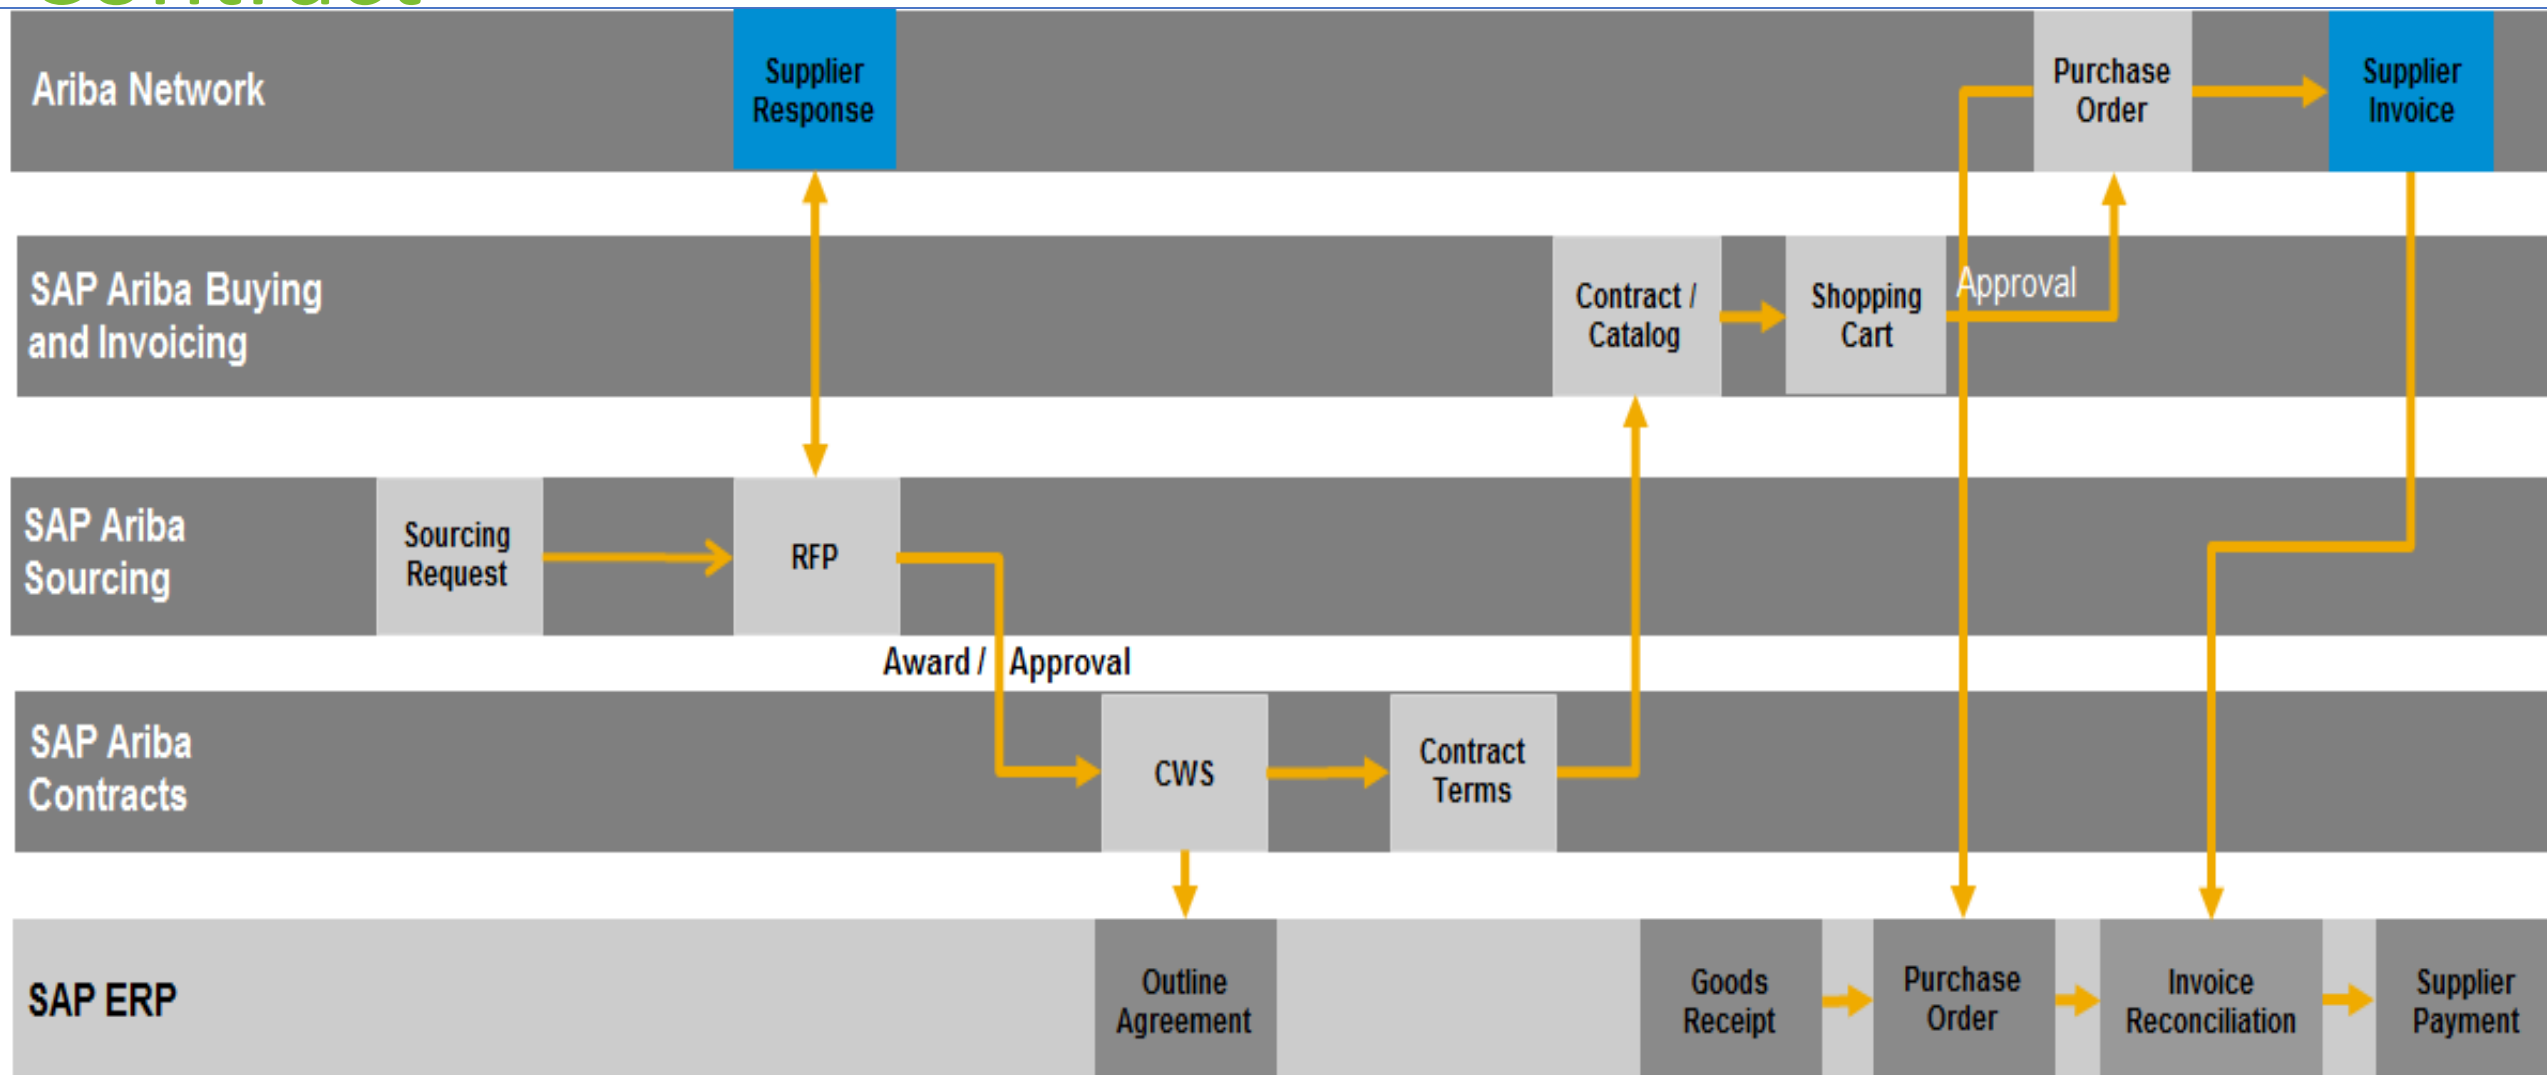 Contract
Ariba Network
Supplier
Response
Purchase
Order
Supplier
Invoice
SAP Ariba Buying
and Invoicing
Contract /
Catalog
Shopping
Cart
Approval
SAP Ariba
Sourcing
Sourcing
Request
RFP
Award / Approval
SAP Ariba
Contracts
CWS
Contract
Terms
SAP ERP
Outline
Agreement
Goods
Receipt
Purchase
Order
Invoice
Reconciliation
Supplier
Payment